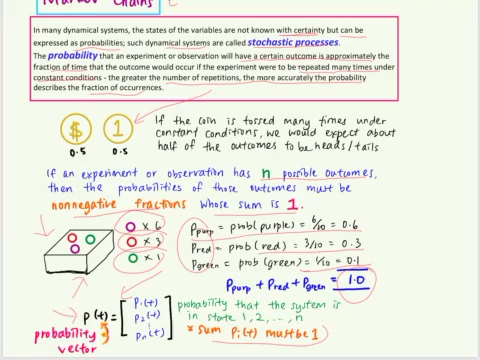 Markov Chains
In many dynamical systems, the states of the variables are not known with certainty but can be
expressed as probabilities; such dynamical systems are called stochastic processes.
The probability that an experiment or observation will have a certain outcome is approximately the
fraction of time that the outcome would occur if the experiment were to be repeated many times under
constant conditions - the greater the number of repetitions, the more accurately the probability
describes the fraction of occurrences.
$ 1
0.5 0.5
If the coin is tossed many times under
constant conditions, we would expect about
half of the outcomes to be heads/tails
If an experiment or observation has n possible outcomes,
then the probabilities of those outcomes must be
nonnegative fractions whose sum is 1.
x 6
x 3
x 1
Ppurp = prob(purple) = 6/10 = 0.6
Pred = prob(red) = 3/10 = 0.3
Pgreen = prob(green) = 1/10 = 0.1
Ppurp + Pred + Pgreen = 1.0
P(t) = [P1(t) P2(t) ⋮ Pn(t)]
probability that the system is
in state 1, 2, ..., n
* sum Pi(t) must be 1
probability
vector